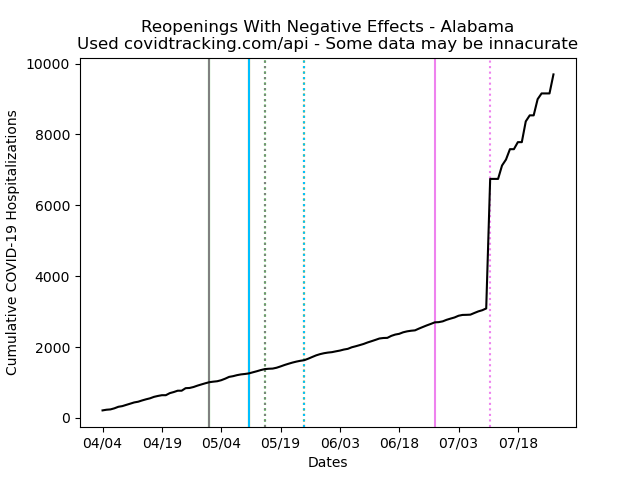 Reopenings With Negative Effects - Alabama
Used covidtracking.com/api - Some data may be innacurate
Cumulative COVID-19 Hospitalizations
10000
8000
6000
4000
2000
0
04/04 04/19 05/04 05/19 06/03 06/18 07/03 07/18
Dates